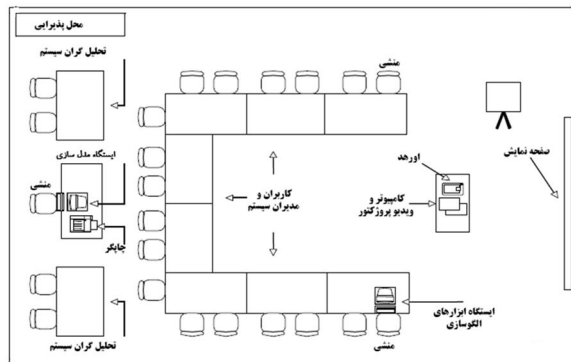 محل پذیرایی
تحلیل گران سیستم
منشی
ایستگاه مدل سازی
منشی
چاپگر
کاربران و
مدیران سیستم
اورهد
کامپیوتر و
ویدیو پروژکتور
صفحه نمایش
ایستگاه ابزارهای
الگوسازی
تحلیل گران سیستم
منشی